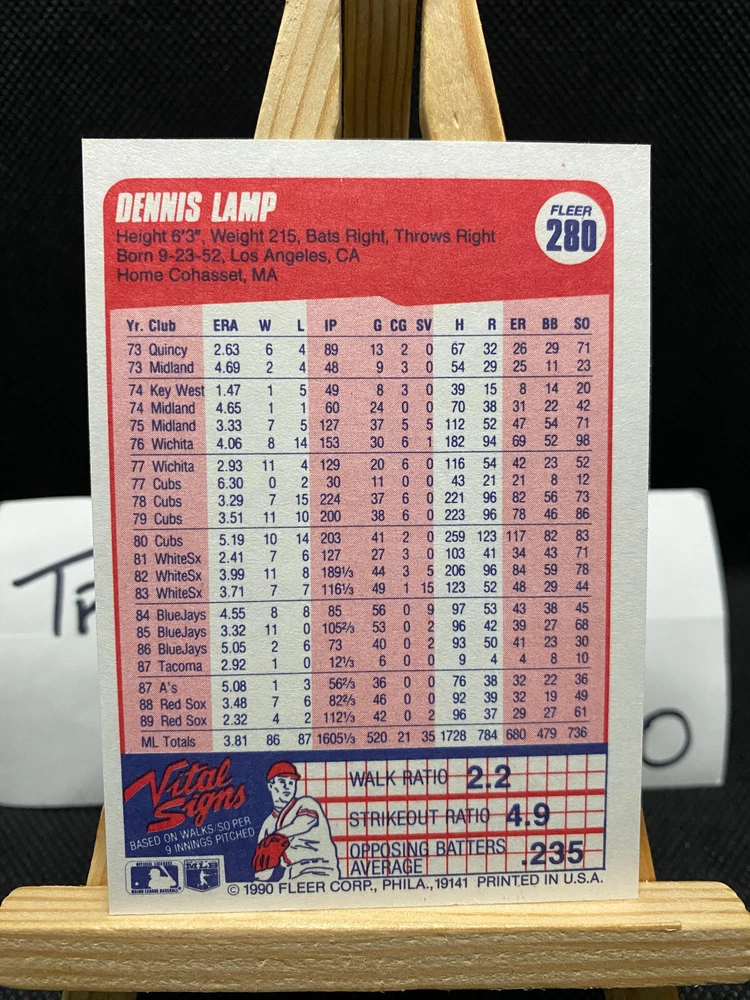 DENNIS LAMP
FLEER
280
Height 6'3", Weight 215, Bats Right, Throws Right
Born 9-23-52, Los Angeles, CA
Home Cohasset, MA
Yr. Club ERA W L IP G CG SV H R ER BB SO
73 Quincy 2.63 6 4 89 13 2 0 67 32 26 29 71
73 Midland 4.69 2 4 48 9 3 0 54 29 25 11 23
74 Key West 1.47 1 5 49 8 3 0 39 15 8 14 20
74 Midland 4.65 1 1 60 24 0 0 70 38 31 22 42
75 Midland 3.33 7 5 127 37 5 5 112 52 47 54 71
76 Wichita 4.06 8 14 153 30 6 1 182 94 69 52 98
77 Wichita 2.93 11 4 129 20 6 0 116 54 42 23 52
77 Cubs 6.30 0 2 30 11 0 0 43 21 21 8 12
78 Cubs 3.29 7 15 224 37 6 0 221 96 82 56 73
79 Cubs 3.51 11 10 200 38 6 0 223 96 78 46 86
80 Cubs 5.19 10 14 203 41 2 0 259 123 117 82 83
81 WhiteSx 2.41 7 6 127 27 3 0 103 41 34 43 71
82 WhiteSx 3.99 11 8 189⅓ 44 3 5 206 96 84 59 78
83 WhiteSx 3.71 7 7 116⅓ 49 1 15 123 52 48 29 44
84 BlueJays 4.55 8 8 85 56 0 9 97 53 43 38 45
85 BlueJays 3.32 11 0 105⅔ 53 0 2 96 42 39 27 68
86 BlueJays 5.05 2 6 73 40 0 2 93 50 41 23 30
87 Tacoma 2.92 1 0 12⅓ 6 0 0 9 4 4 8 10
87 A's 5.08 1 3 56⅔ 36 0 0 76 38 32 22 36
88 Red Sox 3.48 7 6 82⅔ 46 0 0 92 39 32 19 49
89 Red Sox 2.32 4 2 112⅓ 42 0 2 96 37 29 27 61
ML Totals 3.81 86 87 1605⅓ 520 21 35 1728 784 680 479 736
Vital Signs
BASED ON WALKS/SO PER
9 INNINGS PITCHED
WALK RATIO 2.2
STRIKEOUT RATIO 4.9
OPPOSING BATTERS
AVERAGE .235
OFFICIAL LICENSEE
MAJOR LEAGUE BASEBALL
© 1990 FLEER CORP., PHILA., 19141 PRINTED IN U.S.A.